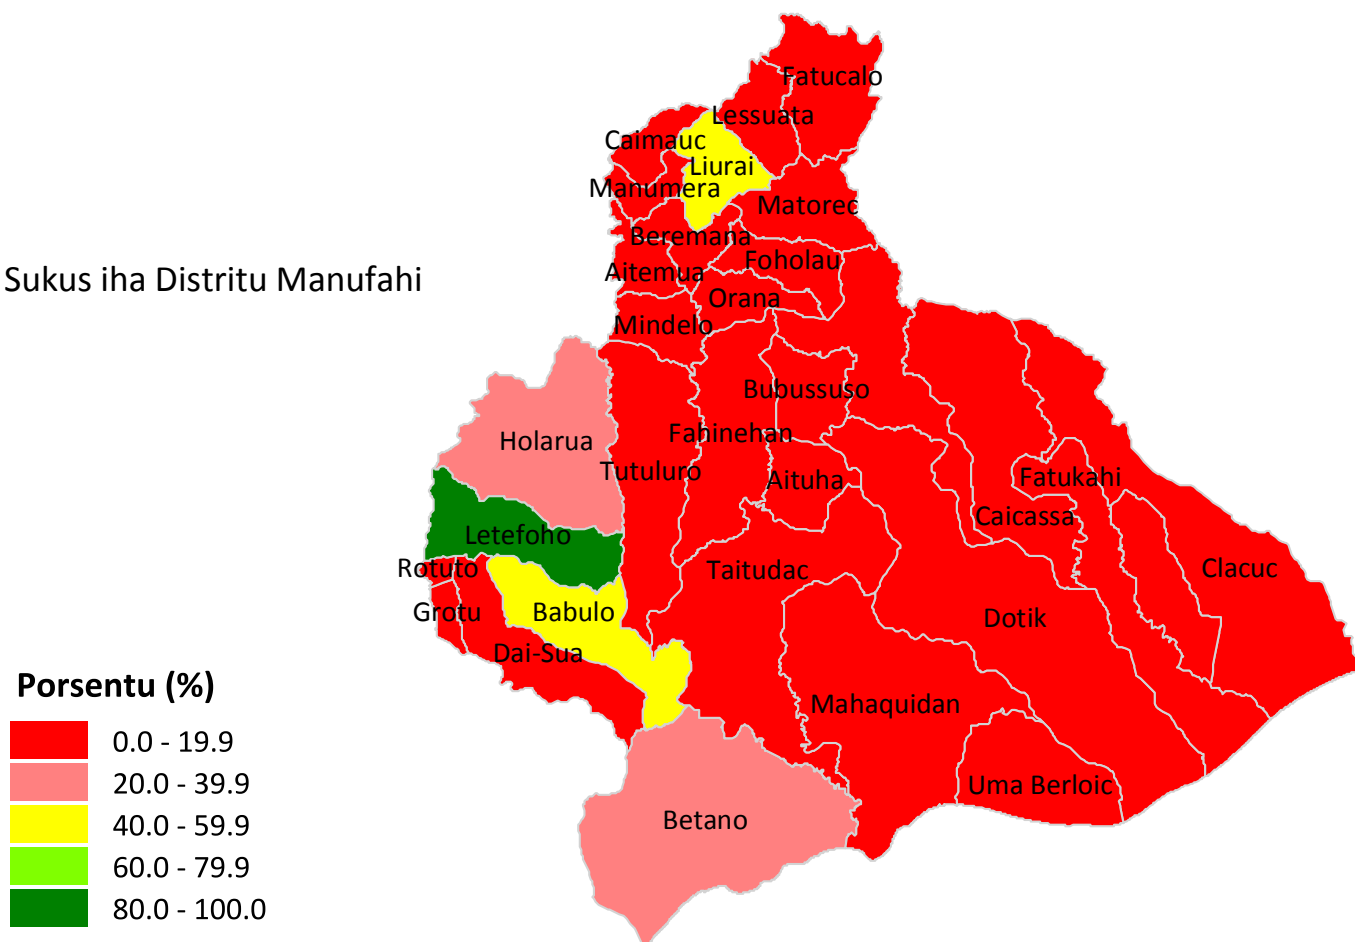 Fatucalo
Lessuata
Caimauc
Liurai
Manumera
Matorec
Beremana
Foholau
Aitemua
Sukus iha Distritu Manufahi
Orana
Mindelo
Bubussuso
Fahinehan
Holarua
Tutuluro
Aituha
Fatukahi
Caicassa
Letefoho
Rotuto
Taitudac
Clacuc
Grotu
Babulo
Dotik
Dai-Sua
Porsentu (%)
Mahaquidan
0.0 - 19.9
20.0 - 39.9
Uma Berloic
40.0 - 59.9
Betano
60.0 - 79.9
80.0 - 100.0